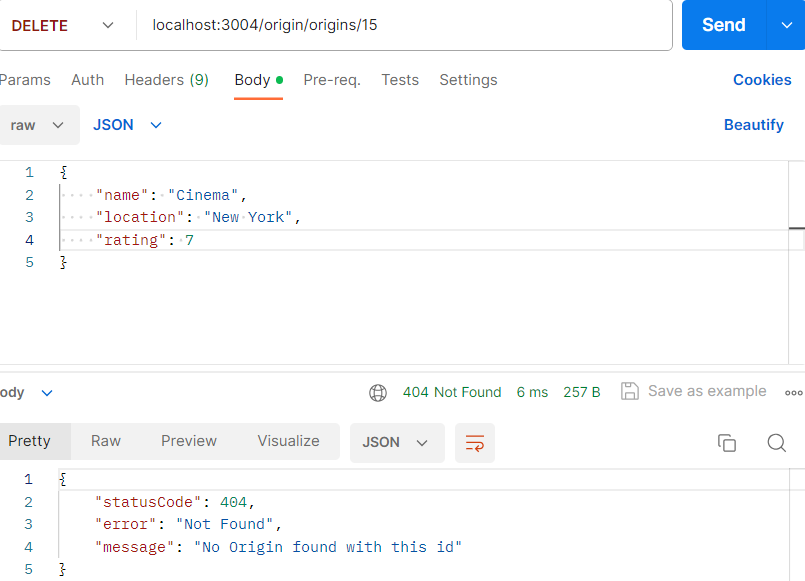 DELETE localhost:3004/origin/origins/15 Send
Params Auth Headers (9) Body Pre-req. Tests Settings Cookies
raw JSON Beautify
1 {
2 "name": "Cinema",
3 "location": "New York",
4 "rating": 7
5 }
ody 404 Not Found 6 ms 257 B Save as example
Pretty Raw Preview Visualize JSON
1 {
2 "statusCode": 404,
3 "error": "Not Found",
4 "message": "No Origin found with this id"
5 }